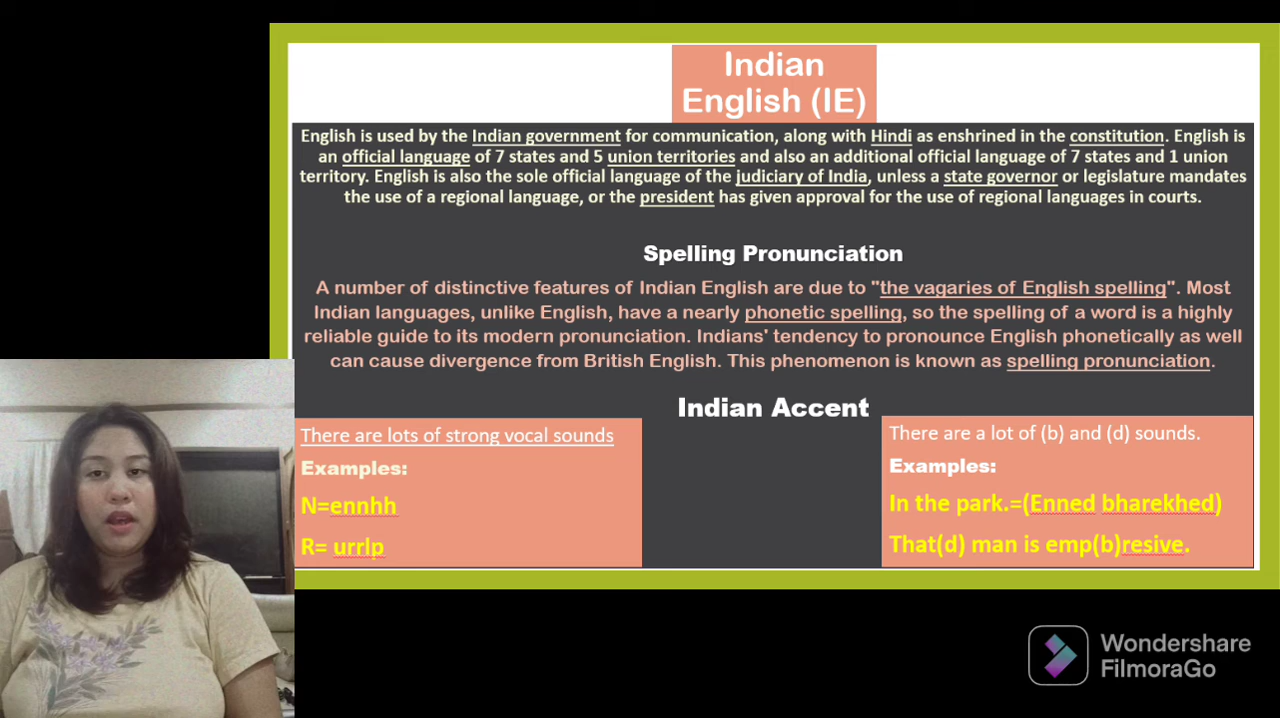 Indian
English (IE)
English is used by the Indian government for communication, along with Hindi as enshrined in the constitution. English is
an official language of 7 states and 5 union territories and also an additional official language of 7 states and 1 union
territory. English is also the sole official language of the judiciary of India, unless a state governor or legislature mandates
the use of a regional language, or the president has given approval for the use of regional languages in courts.
Spelling Pronunciation
A number of distinctive features of Indian English are due to "the vagaries of English spelling". Most
Indian languages, unlike English, have a nearly phonetic spelling, so the spelling of a word is a highly
reliable guide to its modern pronunciation. Indians' tendency to pronounce English phonetically as well
can cause divergence from British English. This phenomenon is known as spelling pronunciation.
Indian Accent
There are lots of strong vocal sounds
Examples:
N=ennhh
R= urrlp
There are a lot of (b) and (d) sounds.
Examples:
In the park.=(Enned bharekhed)
That(d) man is emp(b)resive.
Wondershare
FilmoraGo